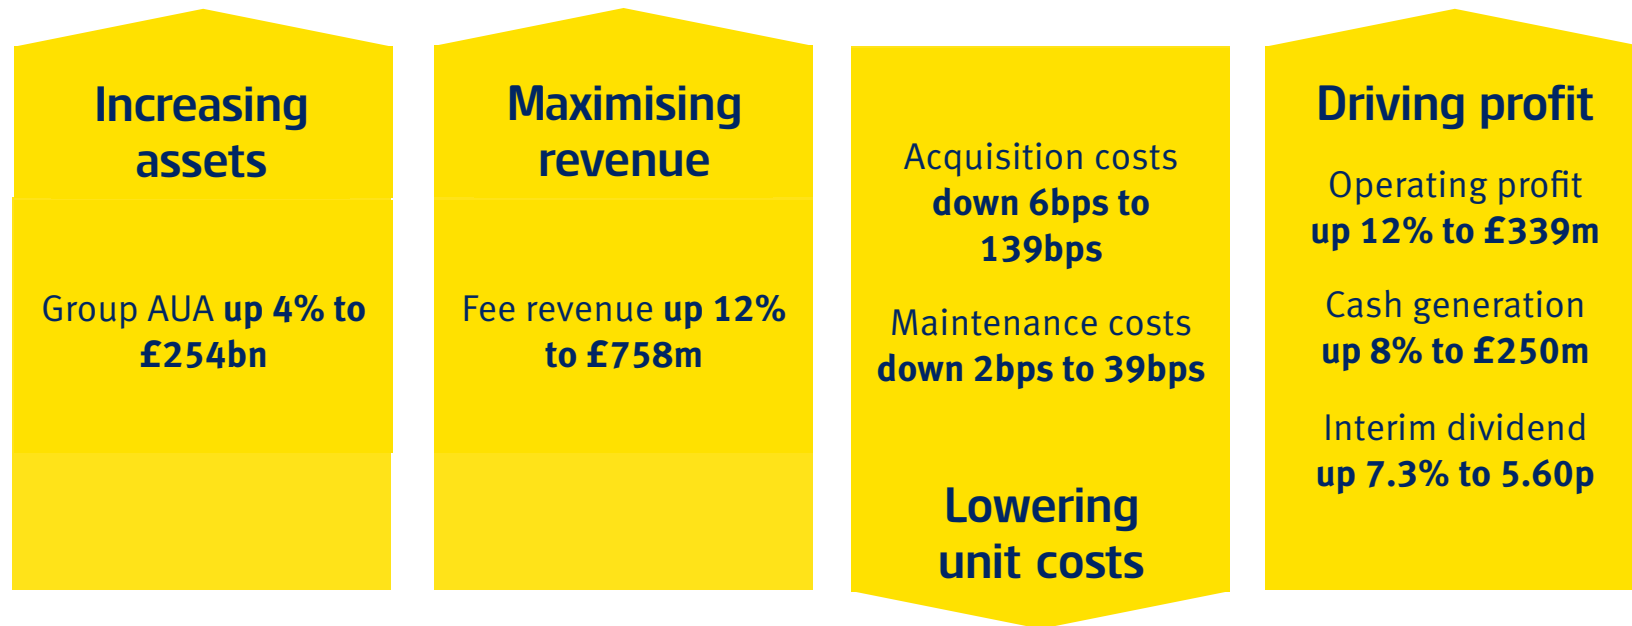 Increasing
assets
Group AUA up 4% to
£254bn
Maximising
revenue
Fee revenue up 12%
to £758m
Acquisition costs
down 6bps to
139bps
Maintenance costs
down 2bps to 39bps
Lowering
unit costs
Driving profit
Operating profit
up 12% to £339m
Cash generation
up 8% to £250m
Interim dividend
up 7.3% to 5.60p